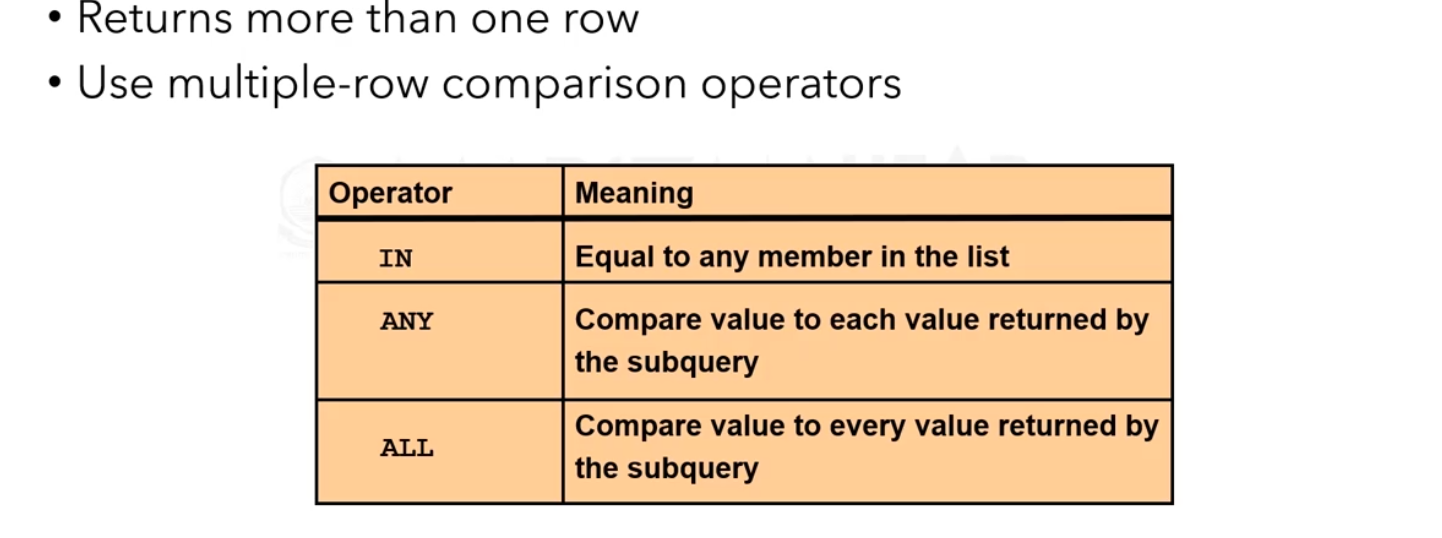 • Returns more than one row
• Use multiple-row comparison operators
Operator
Meaning
IN
Equal to any member in the list
ANY
Compare value to each value returned by
the subquery
ALL
Compare value to every value returned by
the subquery